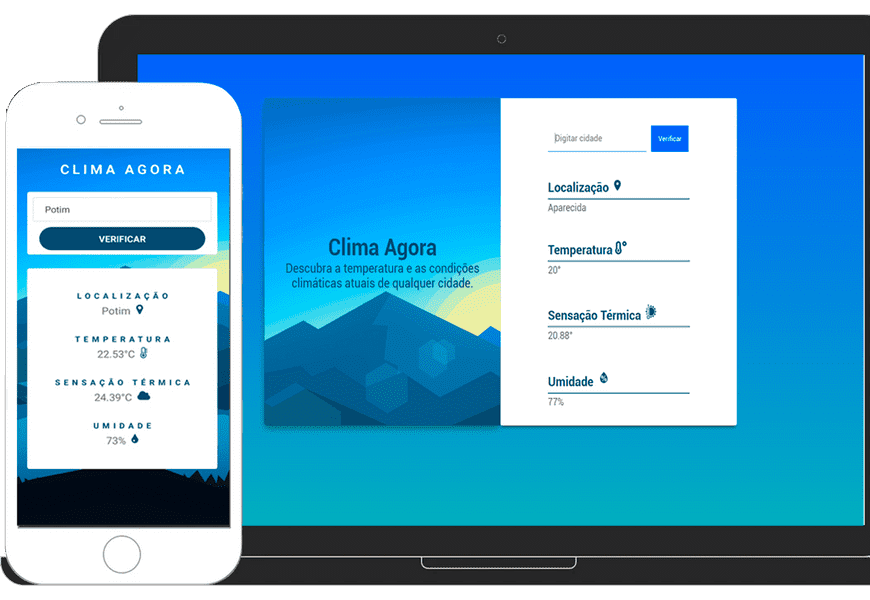 CLIMA AGORA
Potim
VERIFICAR
LOCALIZAÇÃO
Potim
TEMPERATURA
22.53°C
SENSAÇÃO TÉRMICA
24.39°C
UMIDADE
73%
Clima Agora
Descubra a temperatura e as condições
climáticas atuais de qualquer cidade.
Digitar cidade
Verificar
Localização
Aparecida
Temperatura
20°
Sensação Térmica
20.88°
Umidade
77%